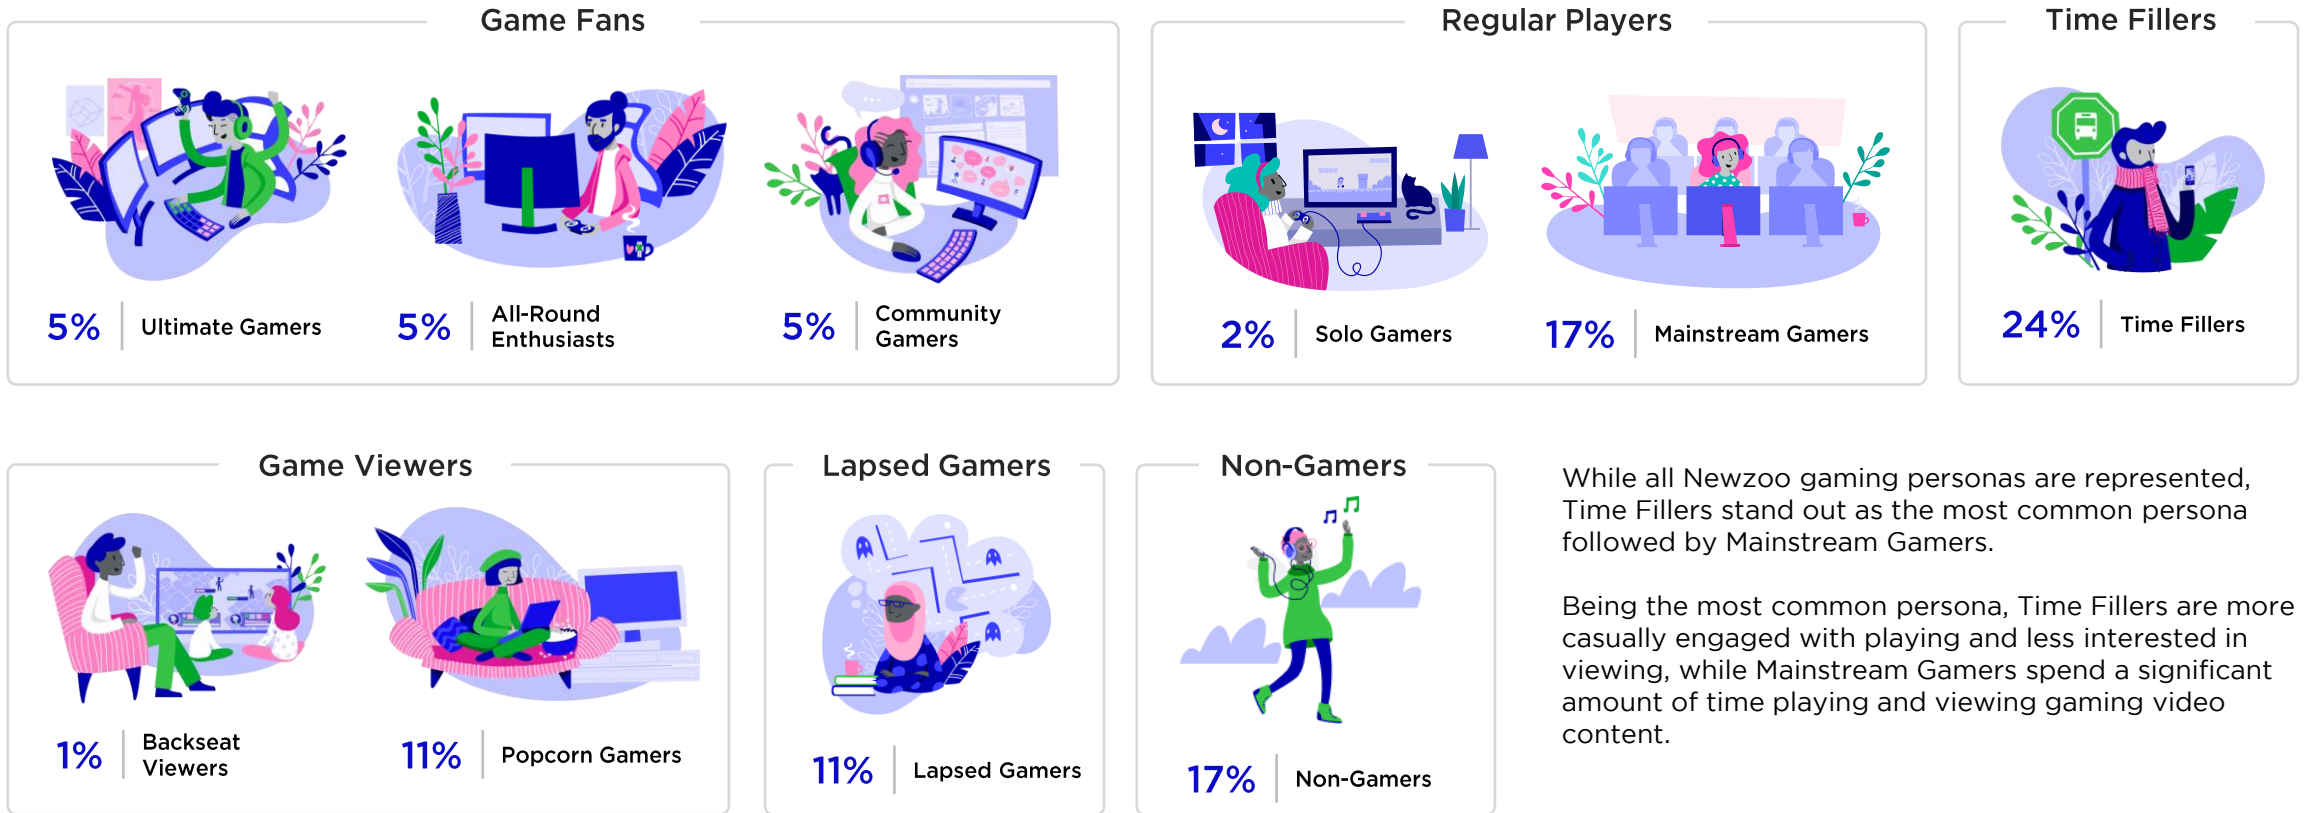 Game Fans
5%
Ultimate Gamers
5%
All-Round
Enthusiasts
5%
Community
Gamers
Regular Players
2%
Solo Gamers
17%
Mainstream Gamers
Time Fillers
24%
Time Fillers
Game Viewers
1%
Backseat
Viewers
11%
Popcorn Gamers
Lapsed Gamers
11%
Lapsed Gamers
Non-Gamers
17%
Non-Gamers
While all Newzoo gaming personas are represented,
Time Fillers stand out as the most common persona
followed by Mainstream Gamers.
Being the most common persona, Time Fillers are more
casually engaged with playing and less interested in
viewing, while Mainstream Gamers spend a significant
amount of time playing and viewing gaming video
content.